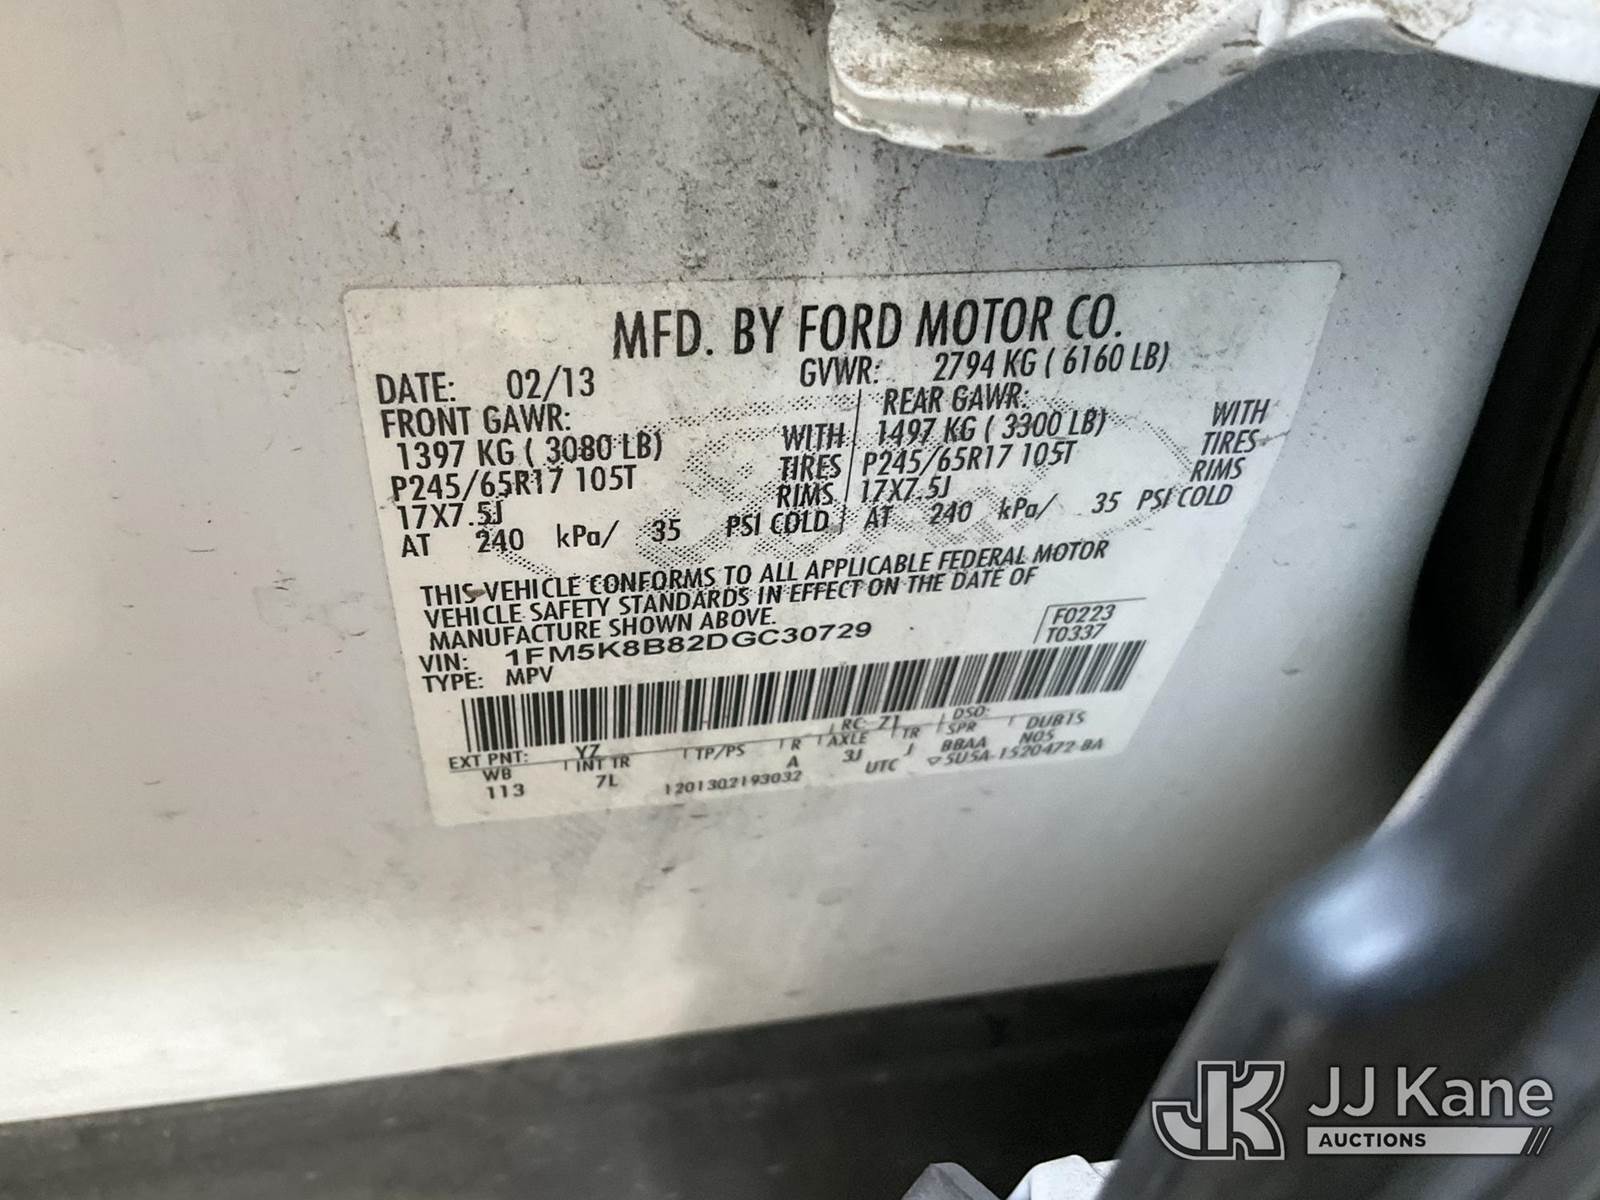 MFD. BY FORD MOTOR CO.
DATE: 02/13 GVWR: 2794 KG ( 6160 LB)
FRONT GAWR: REAR GAWR:
1397 KG ( 3080 LB) WITH 1497 KG ( 3300 LB) WITH
P245/65R17 105T TIRES P245/65R17 105T TIRES
17X7.5J RIMS 17X7.5J RIMS
AT 240 kPa/ 35 PSI COLD AT 240 kPa/ 35 PSI COLD
THIS VEHICLE CONFORMS TO ALL APPLICABLE FEDERAL MOTOR
VEHICLE SAFETY STANDARDS IN EFFECT ON THE DATE OF
MANUFACTURE SHOWN ABOVE.
F0223
T0337
VIN: 1FM5K8B82DGC30729
TYPE: MPV
EXT PNT: YZ RC: 71 DSO:
WB INT TR TP/PS R AXLE TR SPR DUBTS
113 7L A 3J J BBAA N05
1201302193032 UTC ▽5U5A-1520472-BA
JK JJ Kane
AUCTIONS